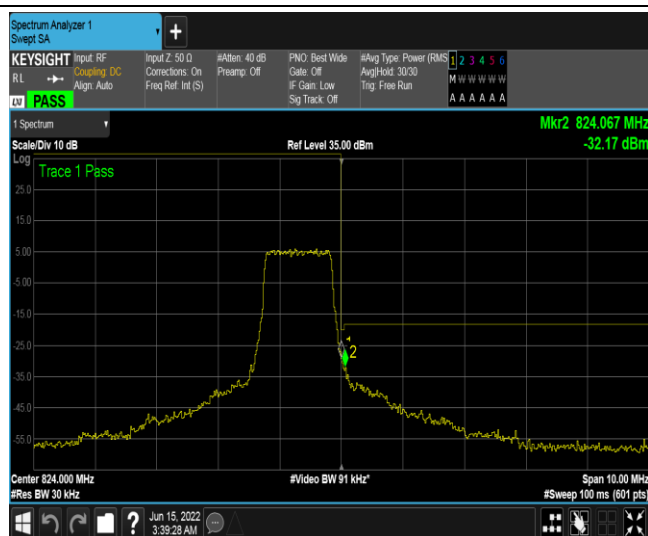 Spectrum Analyzer 1
Swept SA
+
KEYSIGHT Input: RF Input Z: 50 Ω #Atten: 40 dB PNO: Best Wide #Avg Type: Power (RMS 1 2 3 4 5 6
RL Coupling: DC Corrections: On Preamp: Off Gate: Off Avg|Hold: 30/30 M W W W W W
Align: Auto Freq Ref: Int (S) IF Gain: Low Trig: Free Run
Sig Track: Off A A A A A A
LXI PASS
1 Spectrum Mkr2 824.067 MHz
Scale/Div 10 dB Ref Level 35.00 dBm -32.17 dBm
Log
Trace 1 Pass
25.0
15.0
5.00
-5.00
-15.0
1
-25.0
2
-35.0
-45.0
-55.0
Center 824.000 MHz #Video BW 91 kHz* Span 10.00 MHz
#Res BW 30 kHz #Sweep 100 ms (601 pts)
? Jun 15, 2022
3:39:28 AM